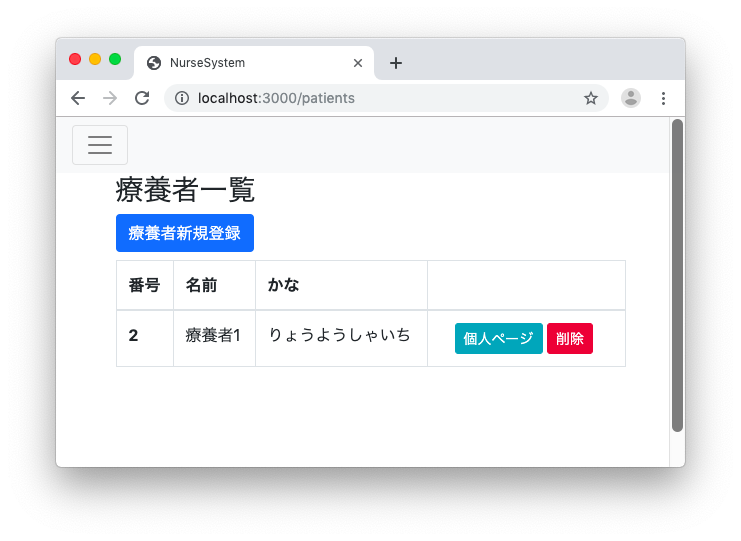 NurseSystem
localhost:3000/patients
療養者一覧
療養者新規登録
番号 名前 かな
2 療養者1 りょうようしゃいち 個人ページ 削除